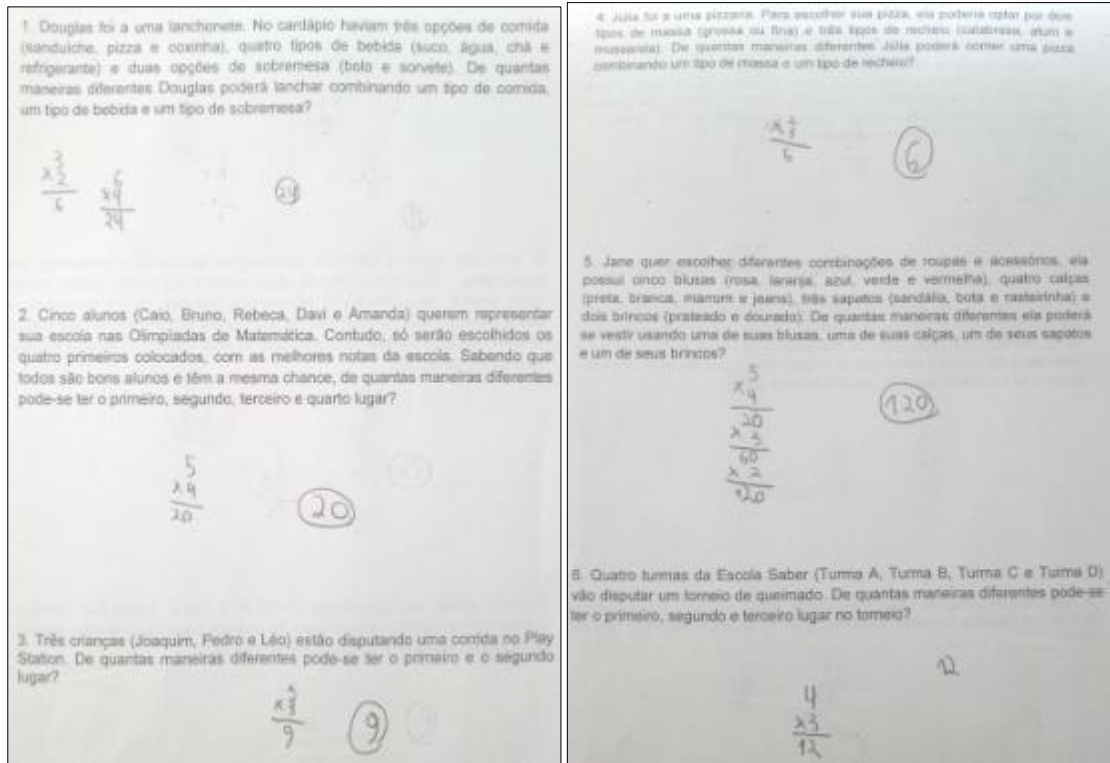 1. Douglas foi a uma lanchonete. No cardápio haviam três opções de comida
(sanduíche, pizza e coxinha), quatro tipos de bebida (suco, água, chá e
refrigerante) e duas opções de sobremesa (bolo e sorvete). De quantas
maneiras diferentes Douglas poderá lanchar combinando um tipo de comida,
um tipo de bebida e um tipo de sobremesa?
3
x 2
6
6
x 4
24
24
2. Cinco alunos (Caio, Bruno, Rebeca, Davi e Amanda) querem representar
sua escola nas Olimpíadas de Matemática. Contudo, só serão escolhidos os
quatro primeiros colocados, com as melhores notas da escola. Sabendo que
todos são bons alunos e têm a mesma chance, de quantas maneiras diferentes
pode-se ter o primeiro, segundo, terceiro e quarto lugar?
5
x 4
20
20
3. Três crianças (Joaquim, Pedro e Léo) estão disputando uma corrida no Play
Station. De quantas maneiras diferentes pode-se ter o primeiro e o segundo
lugar?
3
x 3
9
9
4. Júlia foi a uma pizzaria. Para escolher sua pizza, ela poderia optar por dois
tipos de massa (grossa ou fina) e três tipos de recheio (calabresa, atum e
mussarela). De quantas maneiras diferentes Júlia poderá comer uma pizza
combinando um tipo de massa e um tipo de recheio?
x 3
6
6
5. Jane quer escolher diferentes combinações de roupas e acessórios, ela
possui cinco blusas (rosa, laranja, azul, verde e vermelha), quatro calças
(preta, branca, marrom e jeans), três sapatos (sandália, bota e rasteirinha) e
dois brincos (prateado e dourado). De quantas maneiras diferentes ela poderá
se vestir usando uma de suas blusas, uma de suas calças, um de seus sapatos
e um de seus brincos?
5
x 4
20
x 3
60
x 2
120
120
6. Quatro turmas da Escola Saber (Turma A, Turma B, Turma C e Turma D)
vão disputar um torneio de queimado. De quantas maneiras diferentes pode-se
ter o primeiro, segundo e terceiro lugar no torneio?
12
4
x 3
12